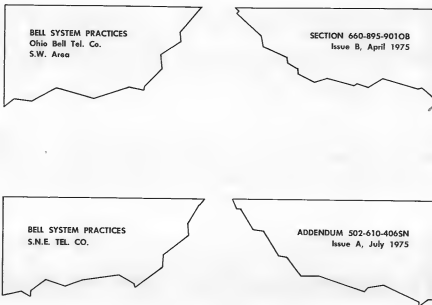 BELL SYSTEM PRACTICES
Ohio Bell Tel. Co.
S.W. Area
SECTION 660-895-901OB
Issue B, April 1975
BELL SYSTEM PRACTICES
S.N.E. TEL. CO.
ADDENDUM 502-610-406SN
Issue A, July 1975